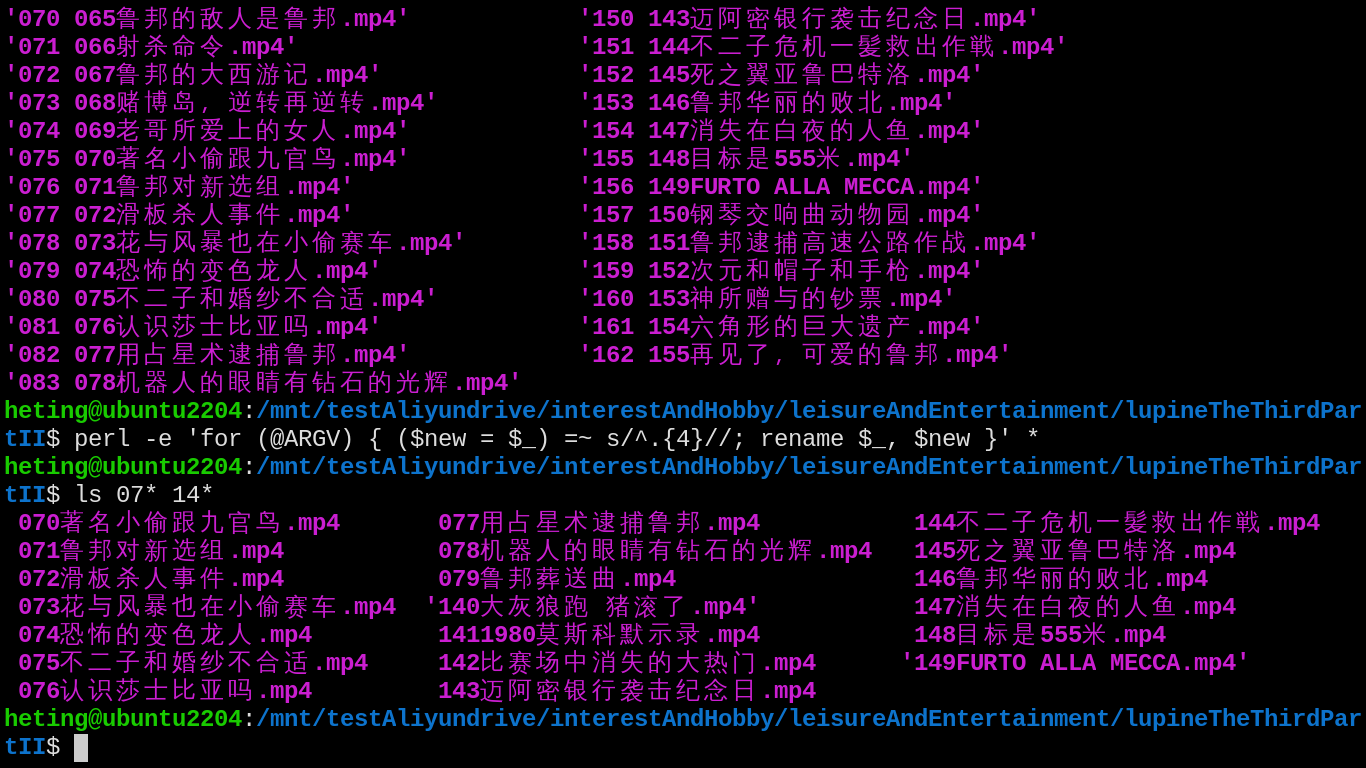 '070 065鲁邦的敌人是鲁邦.mp4' '150 143迈阿密银行袭击纪念日.mp4'
'071 066射杀命令.mp4' '151 144不二子危机一髪救出作戦.mp4'
'072 067鲁邦的大西游记.mp4' '152 145死之翼亚鲁巴特洛.mp4'
'073 068赌博岛，逆转再逆转.mp4' '153 146鲁邦华丽的败北.mp4'
'074 069老哥所爱上的女人.mp4' '154 147消失在白夜的人鱼.mp4'
'075 070著名小偷跟九官鸟.mp4' '155 148目标是555米.mp4'
'076 071鲁邦对新选组.mp4' '156 149FURTO ALLA MECCA.mp4'
'077 072滑板杀人事件.mp4' '157 150钢琴交响曲动物园.mp4'
'078 073花与风暴也在小偷赛车.mp4' '158 151鲁邦逮捕高速公路作战.mp4'
'079 074恐怖的变色龙人.mp4' '159 152次元和帽子和手枪.mp4'
'080 075不二子和婚纱不合适.mp4' '160 153神所赠与的钞票.mp4'
'081 076认识莎士比亚吗.mp4' '161 154六角形的巨大遗产.mp4'
'082 077用占星术逮捕鲁邦.mp4' '162 155再见了，可爱的鲁邦.mp4'
'083 078机器人的眼睛有钻石的光辉.mp4'
heting@ubuntu2204:/mnt/testAliyundrive/interestAndHobby/leisureAndEntertainment/lupineTheThirdPar
tII$ perl -e 'for (@ARGV) { ($new = $_) =~ s/^.{4}//; rename $_, $new }' *
heting@ubuntu2204:/mnt/testAliyundrive/interestAndHobby/leisureAndEntertainment/lupineTheThirdPar
tII$ ls 07* 14*
070著名小偷跟九官鸟.mp4 077用占星术逮捕鲁邦.mp4 144不二子危机一髪救出作戦.mp4
071鲁邦对新选组.mp4 078机器人的眼睛有钻石的光辉.mp4 145死之翼亚鲁巴特洛.mp4
072滑板杀人事件.mp4 079鲁邦葬送曲.mp4 146鲁邦华丽的败北.mp4
073花与风暴也在小偷赛车.mp4 '140大灰狼跑 猪滚了.mp4' 147消失在白夜的人鱼.mp4
074恐怖的变色龙人.mp4 1411980莫斯科默示录.mp4 148目标是555米.mp4
075不二子和婚纱不合适.mp4 142比赛场中消失的大热门.mp4 '149FURTO ALLA MECCA.mp4'
076认识莎士比亚吗.mp4 143迈阿密银行袭击纪念日.mp4
heting@ubuntu2204:/mnt/testAliyundrive/interestAndHobby/leisureAndEntertainment/lupineTheThirdPar
tII$